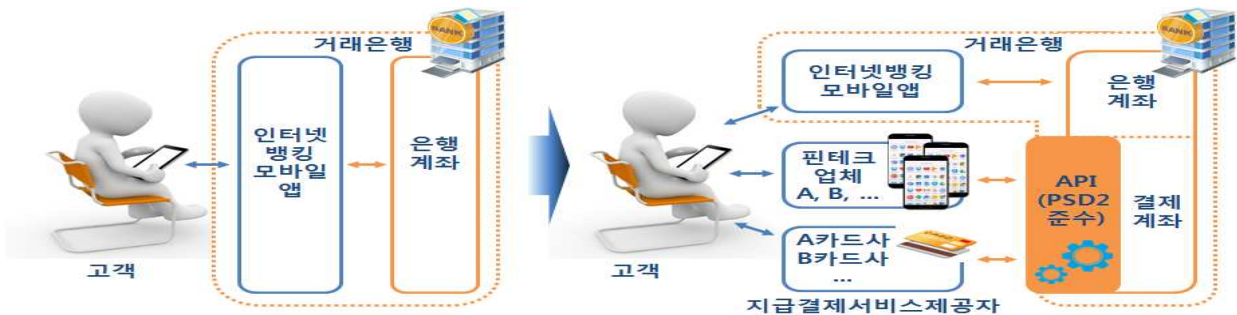 BANK
거래은행
인터넷
뱅킹
모바일
앱
은행
계좌
고객
BANK
거래은행
인터넷뱅킹
모바일앱
은행
계좌
핀테크
업체
A, B, ...
API
(PSD2
준수)
결제
계좌
A카드사
B카드사
...
고객
지급결제서비스제공자